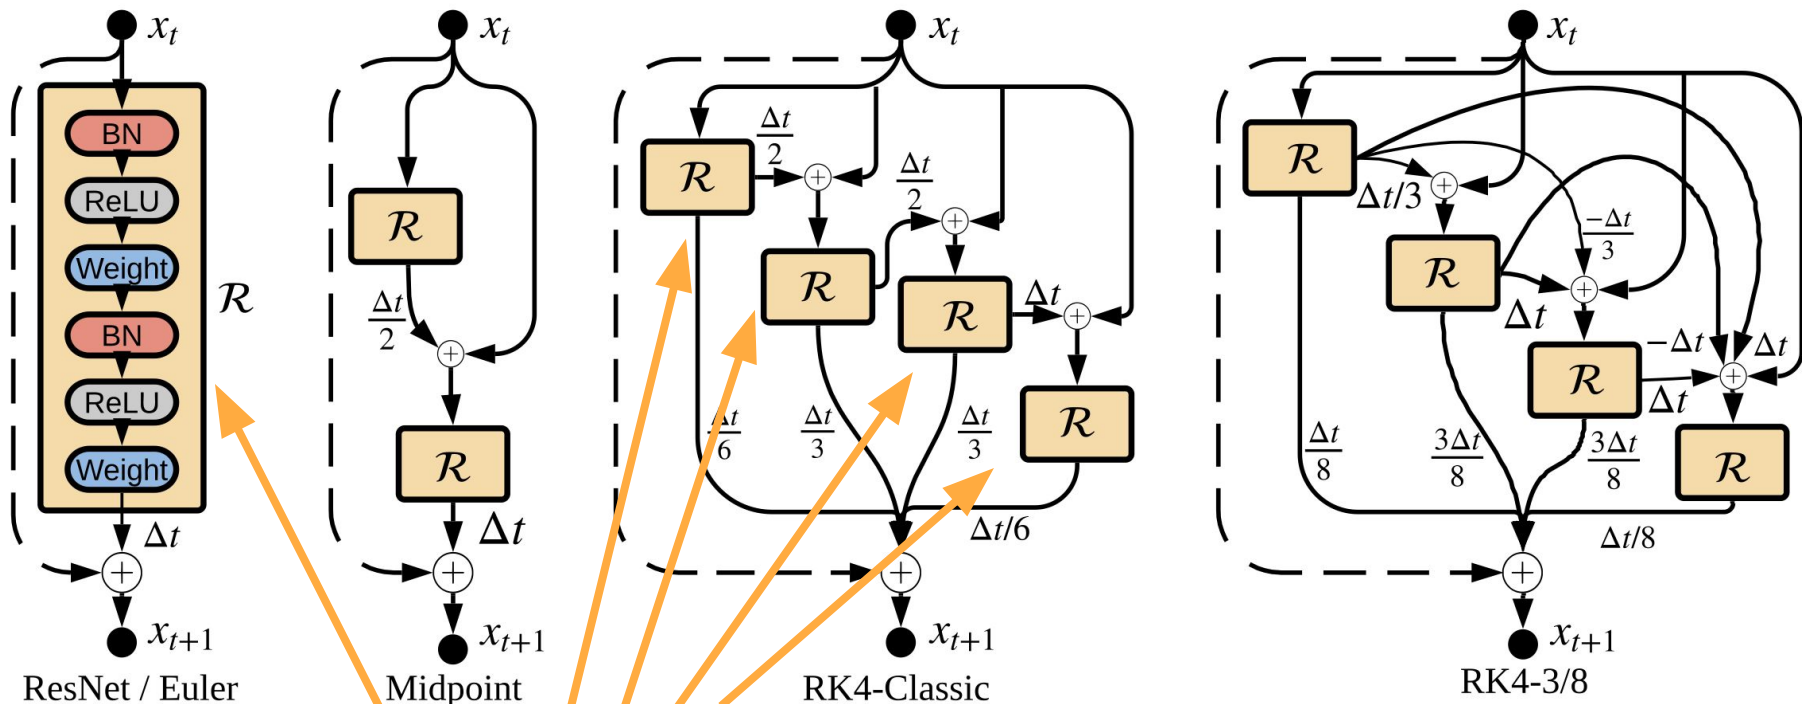 x_t
BN
ReLU
Weight
BN
ReLU
Weight
R
Δt
+
x_{t+1}
ResNet / Euler
x_t
R
Δt/2
+
R
Δt
+
x_{t+1}
Midpoint
x_t
R
Δt/2
+
R
Δt/2
+
R
Δt
+
R
Δt/6
Δt/3
Δt/3
Δt/6
+
x_{t+1}
RK4-Classic
x_t
R
Δt/3
+
R
-Δt/3
Δt
+
R
-Δt
Δt
Δt
+
R
Δt/8
3Δt/8
3Δt/8
Δt/8
+
x_{t+1}
RK4-3/8